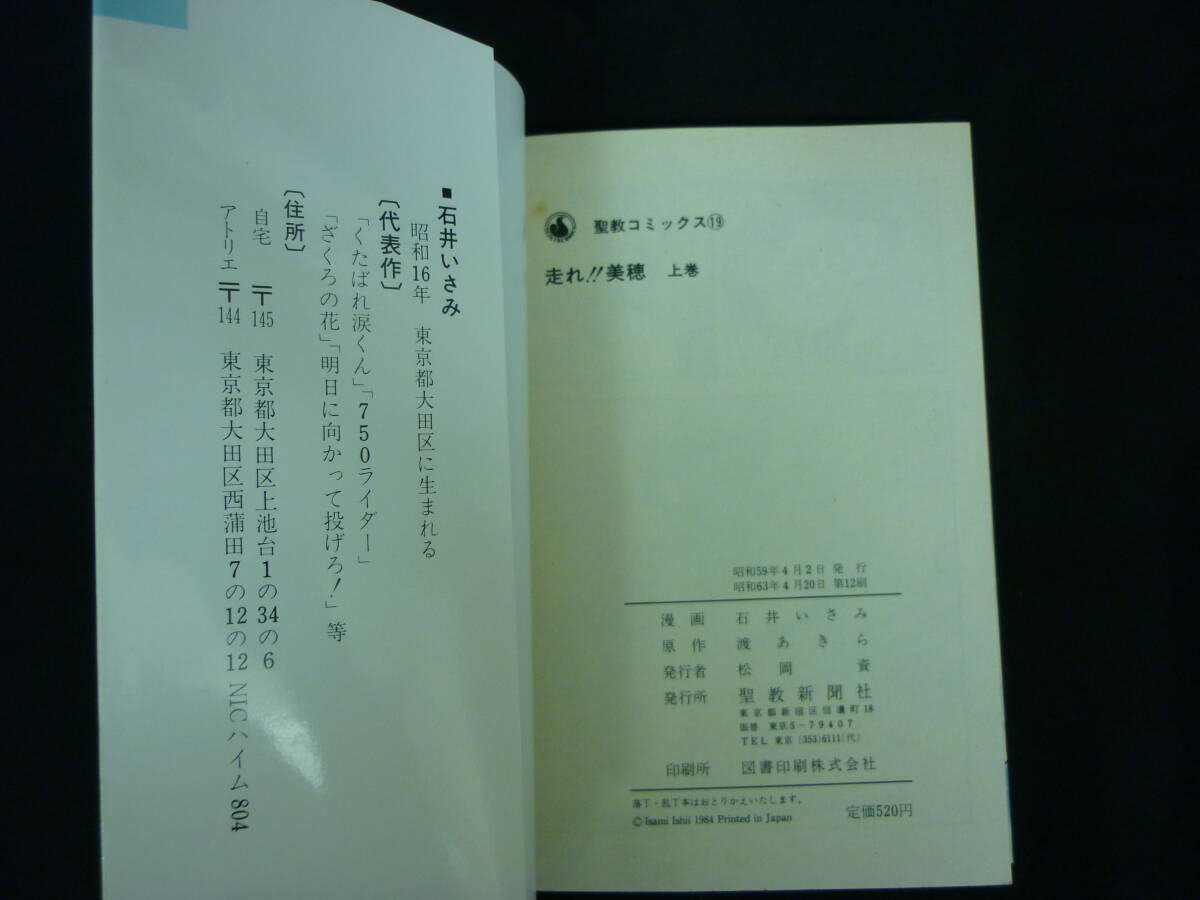 ■石井いさみ
昭和16年　東京都大田区に生まれる
〔代表作〕
「くたばれ涙くん」「750ライダー」
「ざくろの花」「明日に向かって投げろ！」等
〔住所〕
自宅　〒145　東京都大田区上池台1の34の6
アトリエ　〒144　東京都大田区西蒲田7の12の12 NICハイム804
聖教コミックス⑲
走れ!!美穂　上巻
昭和59年4月2日 発行
昭和63年4月20日 第12刷
漫画　石井いさみ
原作　渡あきら
発行者　松岡　資
発行所　聖教新聞社
東京都新宿区信濃町18
振替 東京5－79407
TEL 東京 (353)6111(代)
印刷所　図書印刷株式会社
落丁・乱丁本はおとりかえいたします。
© Isami Ishii 1984 Printed in Japan
定価520円